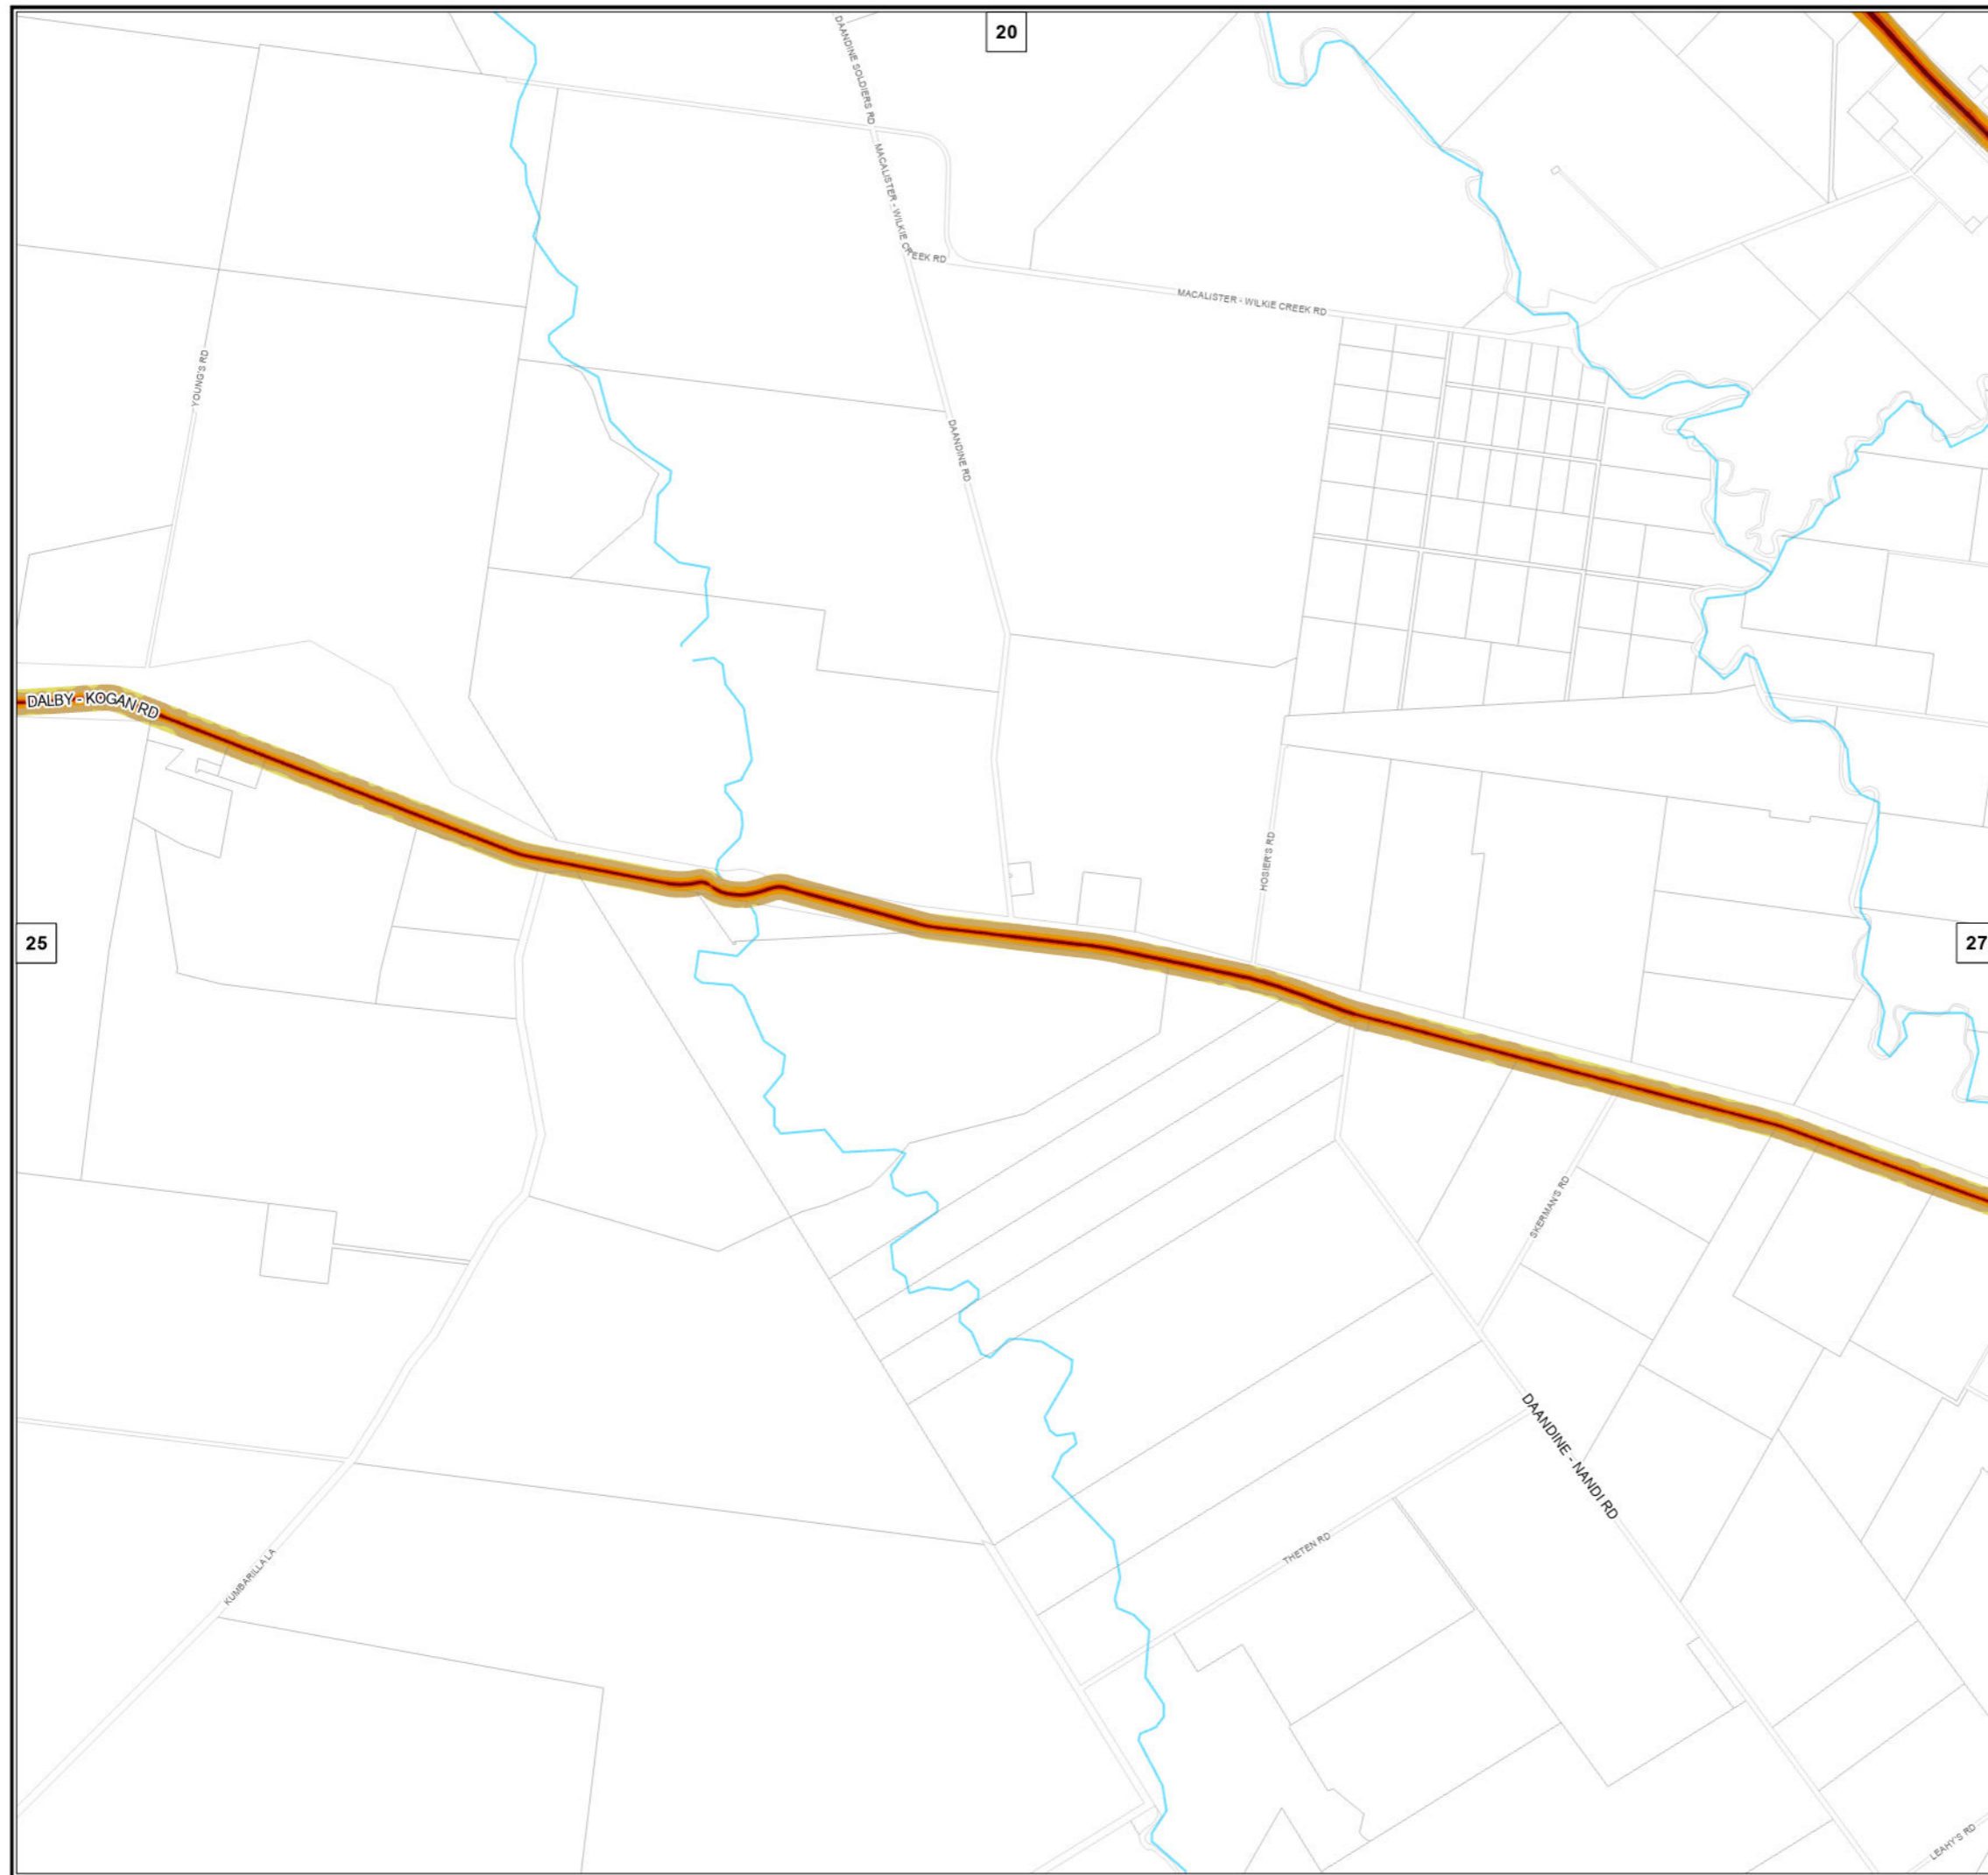 20
DAANDINE SOLDIERS RD
MACALISTER - WILKIE CREEK RD
MACALISTER - WILKIE CREEK RD
YOUNG'S RD
DAANDINE RD
DALBY - KOGAN RD
HOSIER'S RD
25
27
SKERMAN'S RD
DAANDINE - NANDI RD
THETEN RD
KUMBARILLA LA
LEAHY'S RD